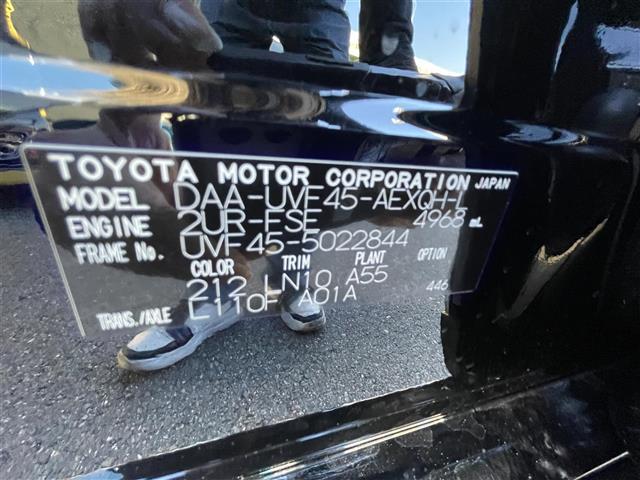 TOYOTA MOTOR CORPORATION JAPAN
MODEL DAA-UVF45-AEXQH-L
ENGINE 2UR-FSE 4968 mL
FRAME No. UVF45-5022844
COLOR TRIM PLANT OPTION
212 LN10 A55 446
TRANS./AXLE L110F A01A